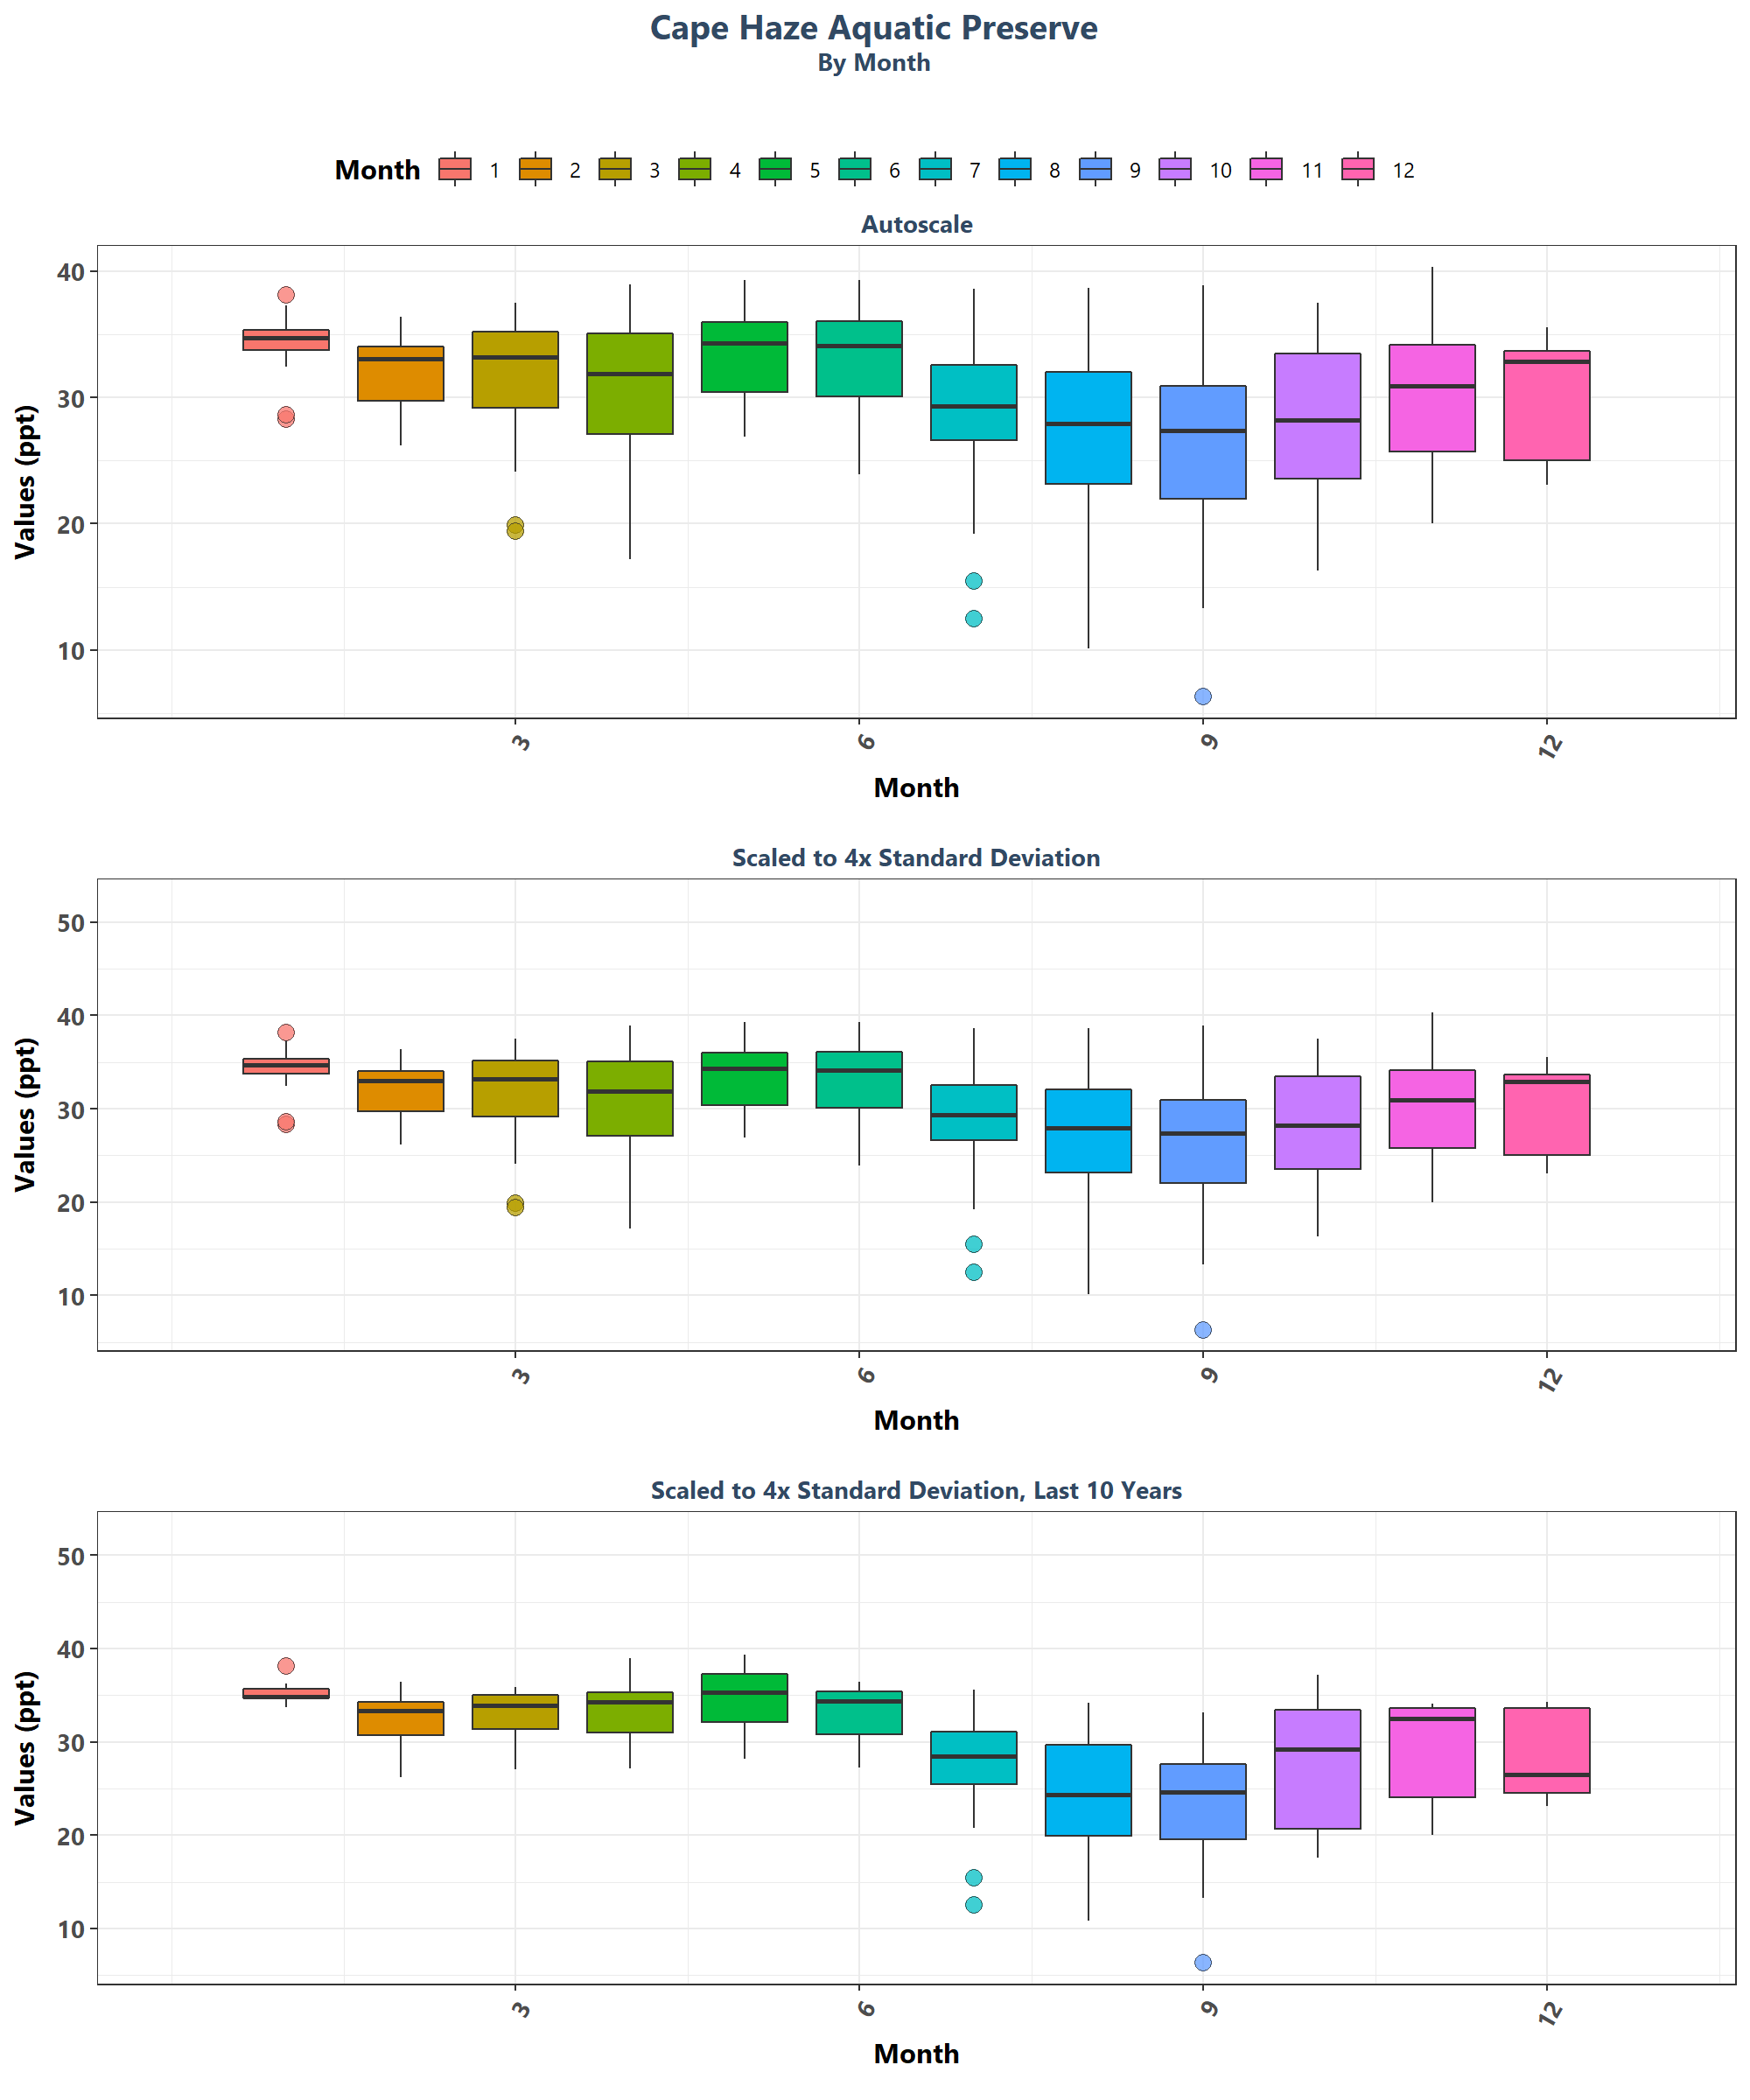 Cape Haze Aquatic Preserve
By Month
Month 1 2 3 4 5 6 7 8 9 10 11 12
Autoscale
Values (ppt)
40
30
20
10
3 6 9 12
Month
Scaled to 4x Standard Deviation
Values (ppt)
50
40
30
20
10
3 6 9 12
Month
Scaled to 4x Standard Deviation, Last 10 Years
Values (ppt)
50
40
30
20
10
3 6 9 12
Month